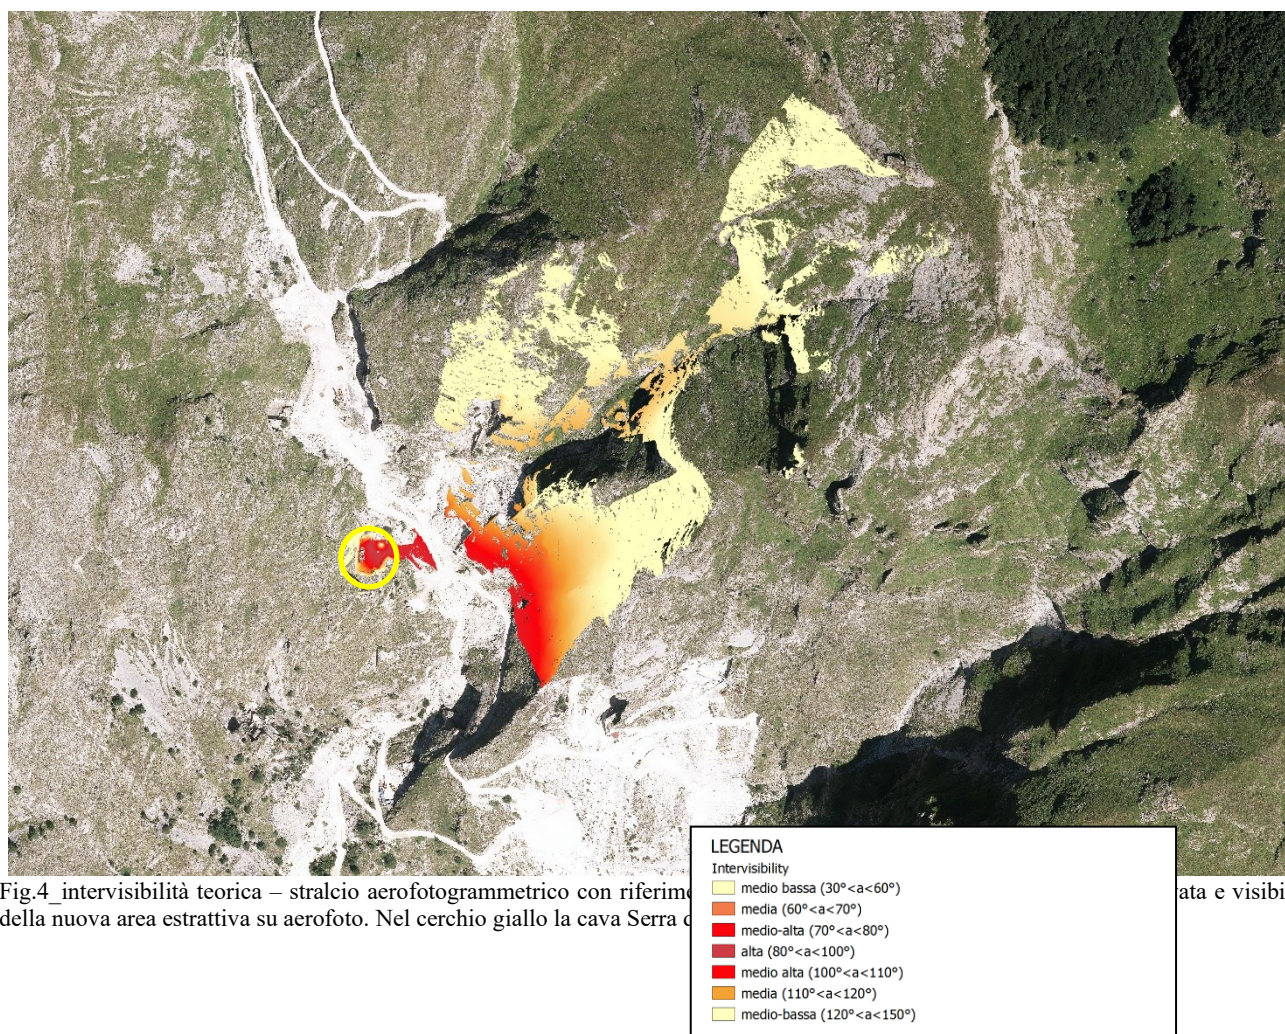 LEGENDA
Intervisibility
medio bassa (30°<a<60°)
media (60°<a<70°)
medio-alta (70°<a<80°)
alta (80°<a<100°)
medio alta (100°<a<110°)
media (110°<a<120°)
medio-bassa (120°<a<150°)
Fig.4_intervisibilità teorica – stralcio aerofotogrammetrico con e visibi
della nuova area estrattiva su aerofoto. Nel cerchio giallo la cava Serra